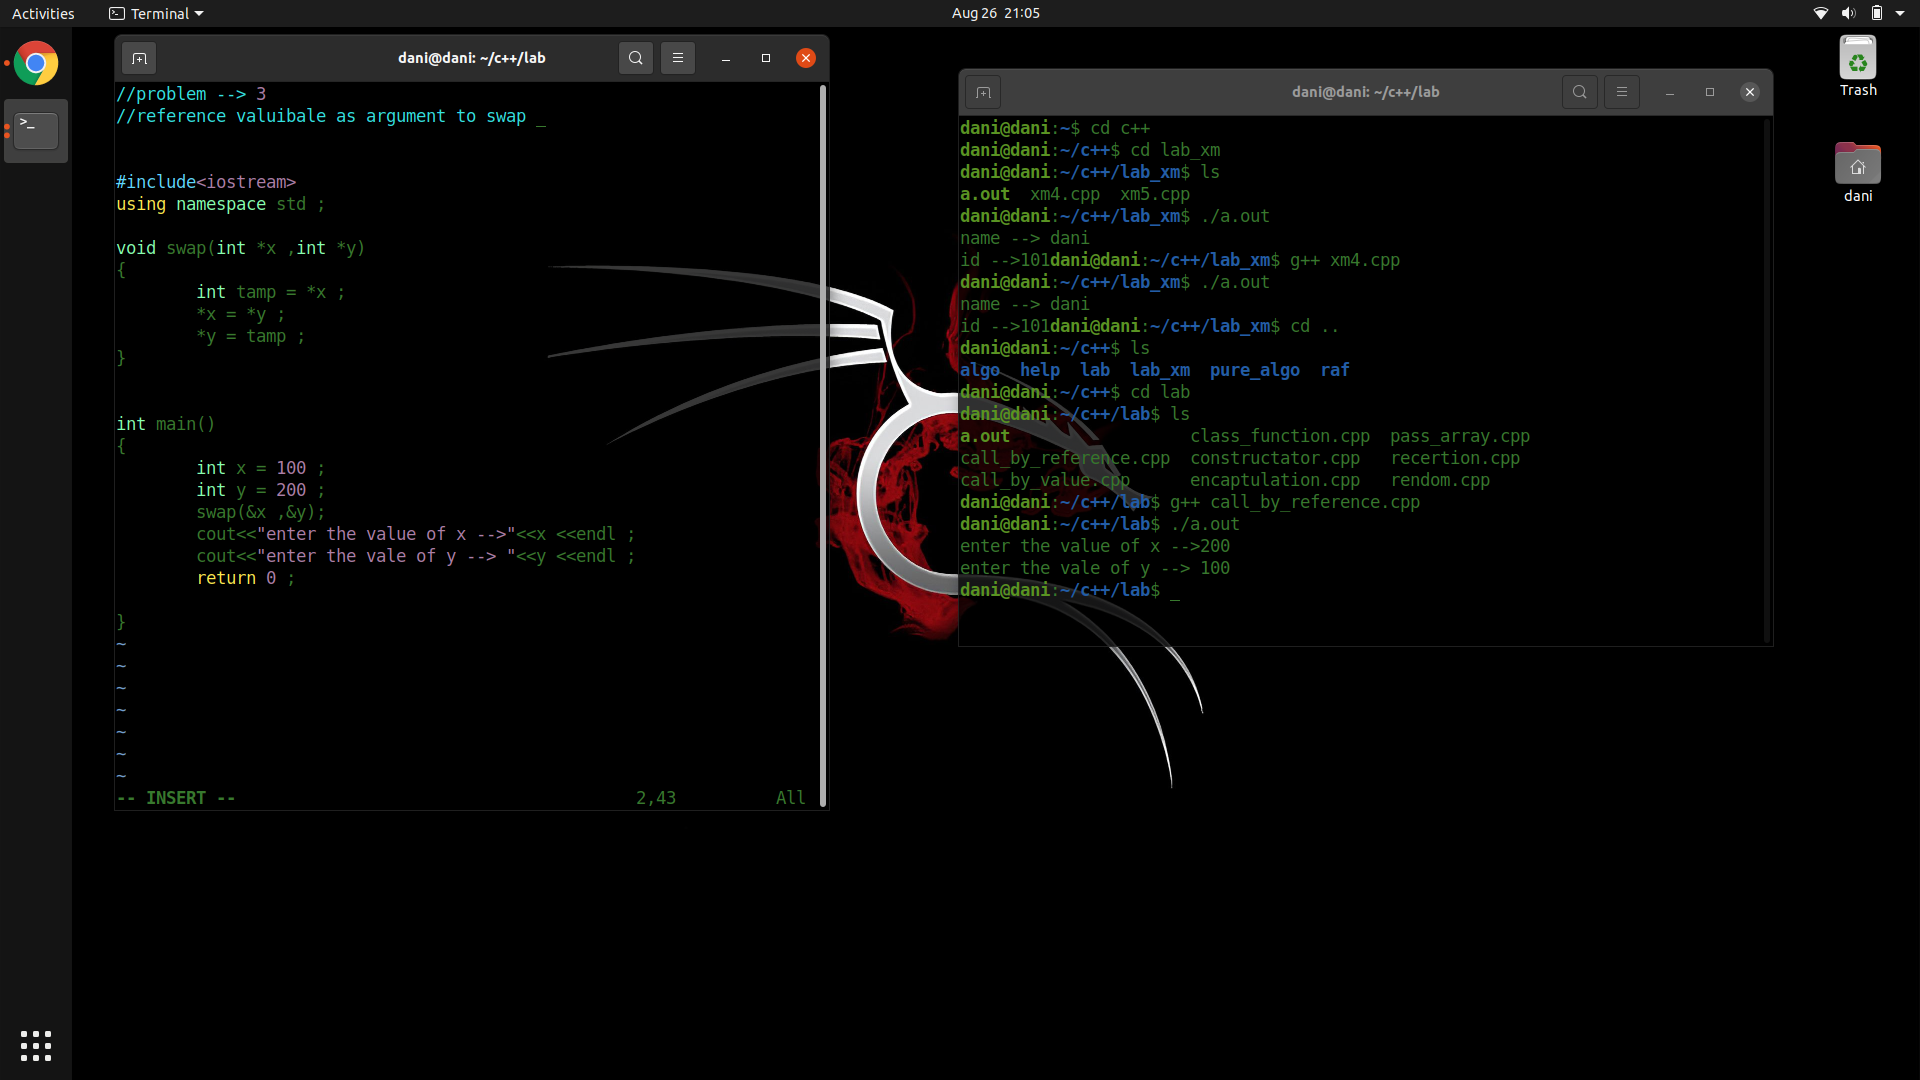 Activities
Terminal
Aug 26 21:05
dani@dani: ~/c++/lab
//problem --> 3
//reference valuibale as argument to swap _
#include<iostream>
using namespace std ;
void swap(int *x ,int *y)
{
int tamp = *x ;
*x = *y ;
*y = tamp ;
}
int main()
{
int x = 100 ;
int y = 200 ;
swap(&x ,&y);
cout<<"enter the value of x -->"<<x <<endl ;
cout<<"enter the vale of y --> "<<y <<endl ;
return 0 ;
}
~
~
~
~
~
~
~
-- INSERT -- 2,43 All
dani@dani: ~/c++/lab
dani@dani:~$ cd c++
dani@dani:~/c++$ cd lab_xm
dani@dani:~/c++/lab_xm$ ls
a.out xm4.cpp xm5.cpp
dani@dani:~/c++/lab_xm$ ./a.out
name --> dani
id -->101dani@dani:~/c++/lab_xm$ g++ xm4.cpp
dani@dani:~/c++/lab_xm$ ./a.out
name --> dani
id -->101dani@dani:~/c++/lab_xm$ cd ..
dani@dani:~/c++$ ls
algo help lab lab_xm pure_algo raf
dani@dani:~/c++$ cd lab
dani@dani:~/c++/lab$ ls
a.out class_function.cpp pass_array.cpp
call_by_reference.cpp constructator.cpp recertion.cpp
call_by_value.cpp encaptulation.cpp rendom.cpp
dani@dani:~/c++/lab$ g++ call_by_reference.cpp
dani@dani:~/c++/lab$ ./a.out
enter the value of x -->200
enter the vale of y --> 100
dani@dani:~/c++/lab$ _
Trash
dani